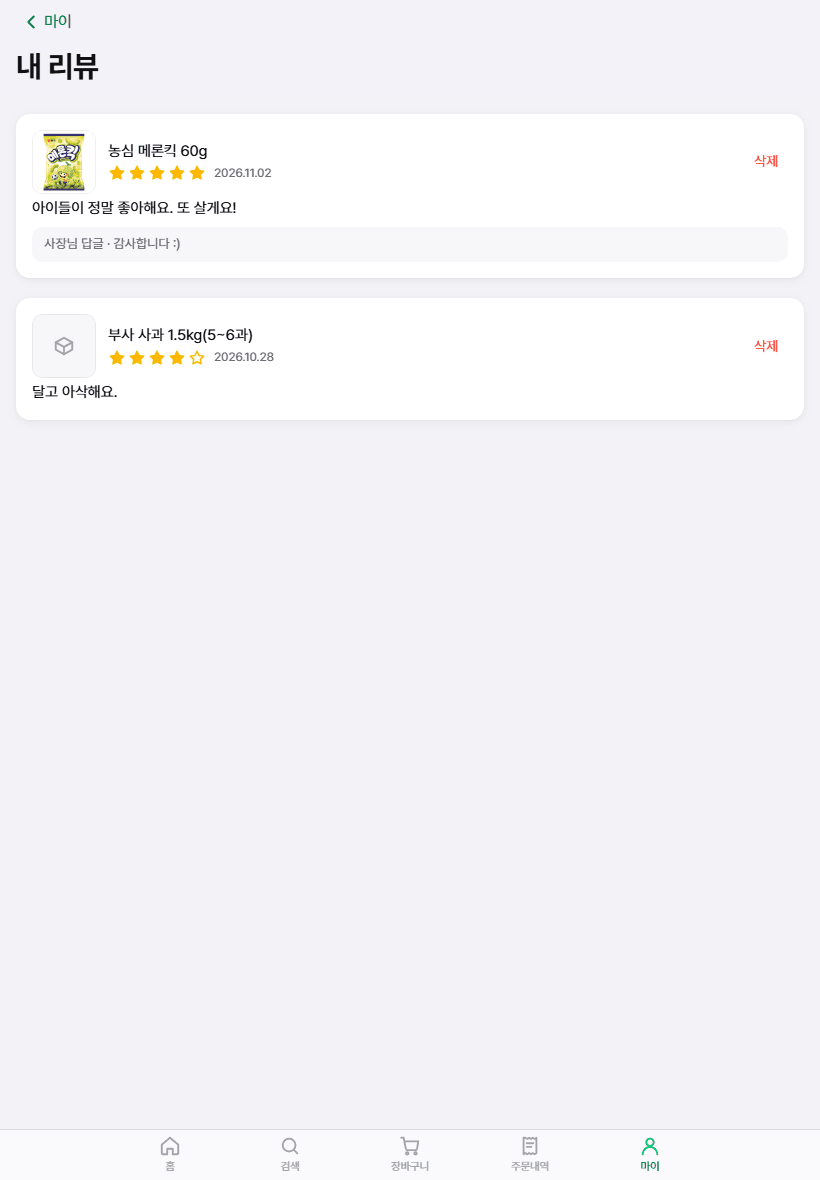 마이
내 리뷰
메론킥
농심 메론킥 60g
2026.11.02
삭제
아이들이 정말 좋아해요. 또 살게요!
사장님 답글 · 감사합니다 :)
부사 사과 1.5kg(5~6과)
2026.10.28
삭제
달고 아삭해요.
홈
검색
장바구니
주문내역
마이